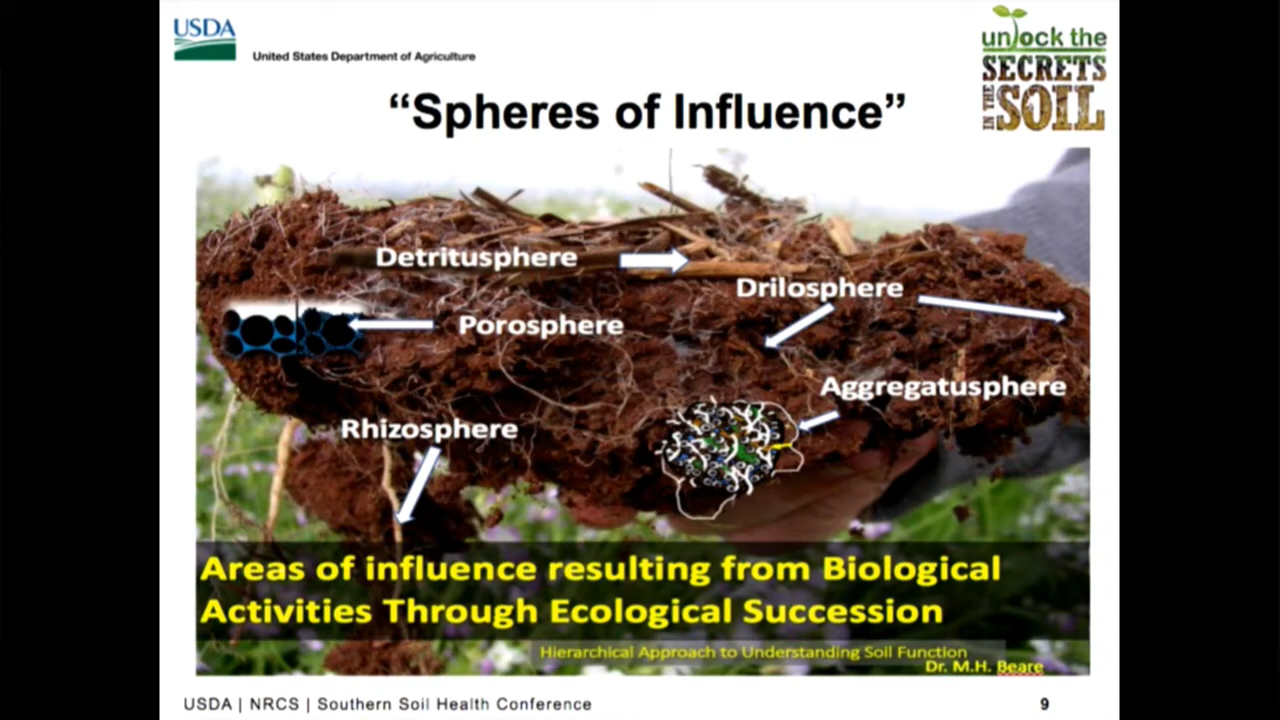 USDA
United States Department of Agriculture
unlock the
SECRETS
IN THE
SOIL
“Spheres of Influence”
Detritusphere
Drilosphere
Porosphere
Aggregatusphere
Rhizosphere
Areas of influence resulting from Biological
Activities Through Ecological Succession
Hierarchical Approach to Understanding Soil Function
Dr. M.H. Beare
USDA | NRCS | Southern Soil Health Conference
9